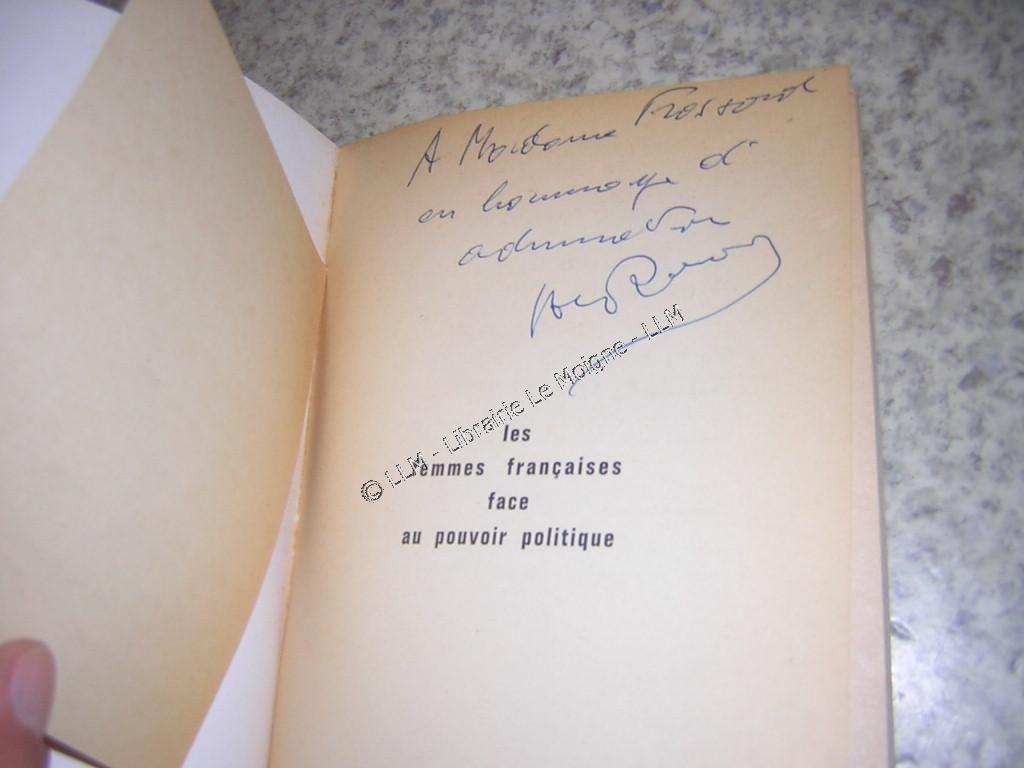 A Madame Frossard
en hommage d'
admiration
© LLM - Librairie Le Moigne - LLM
les
femmes françaises
face
au pouvoir politique